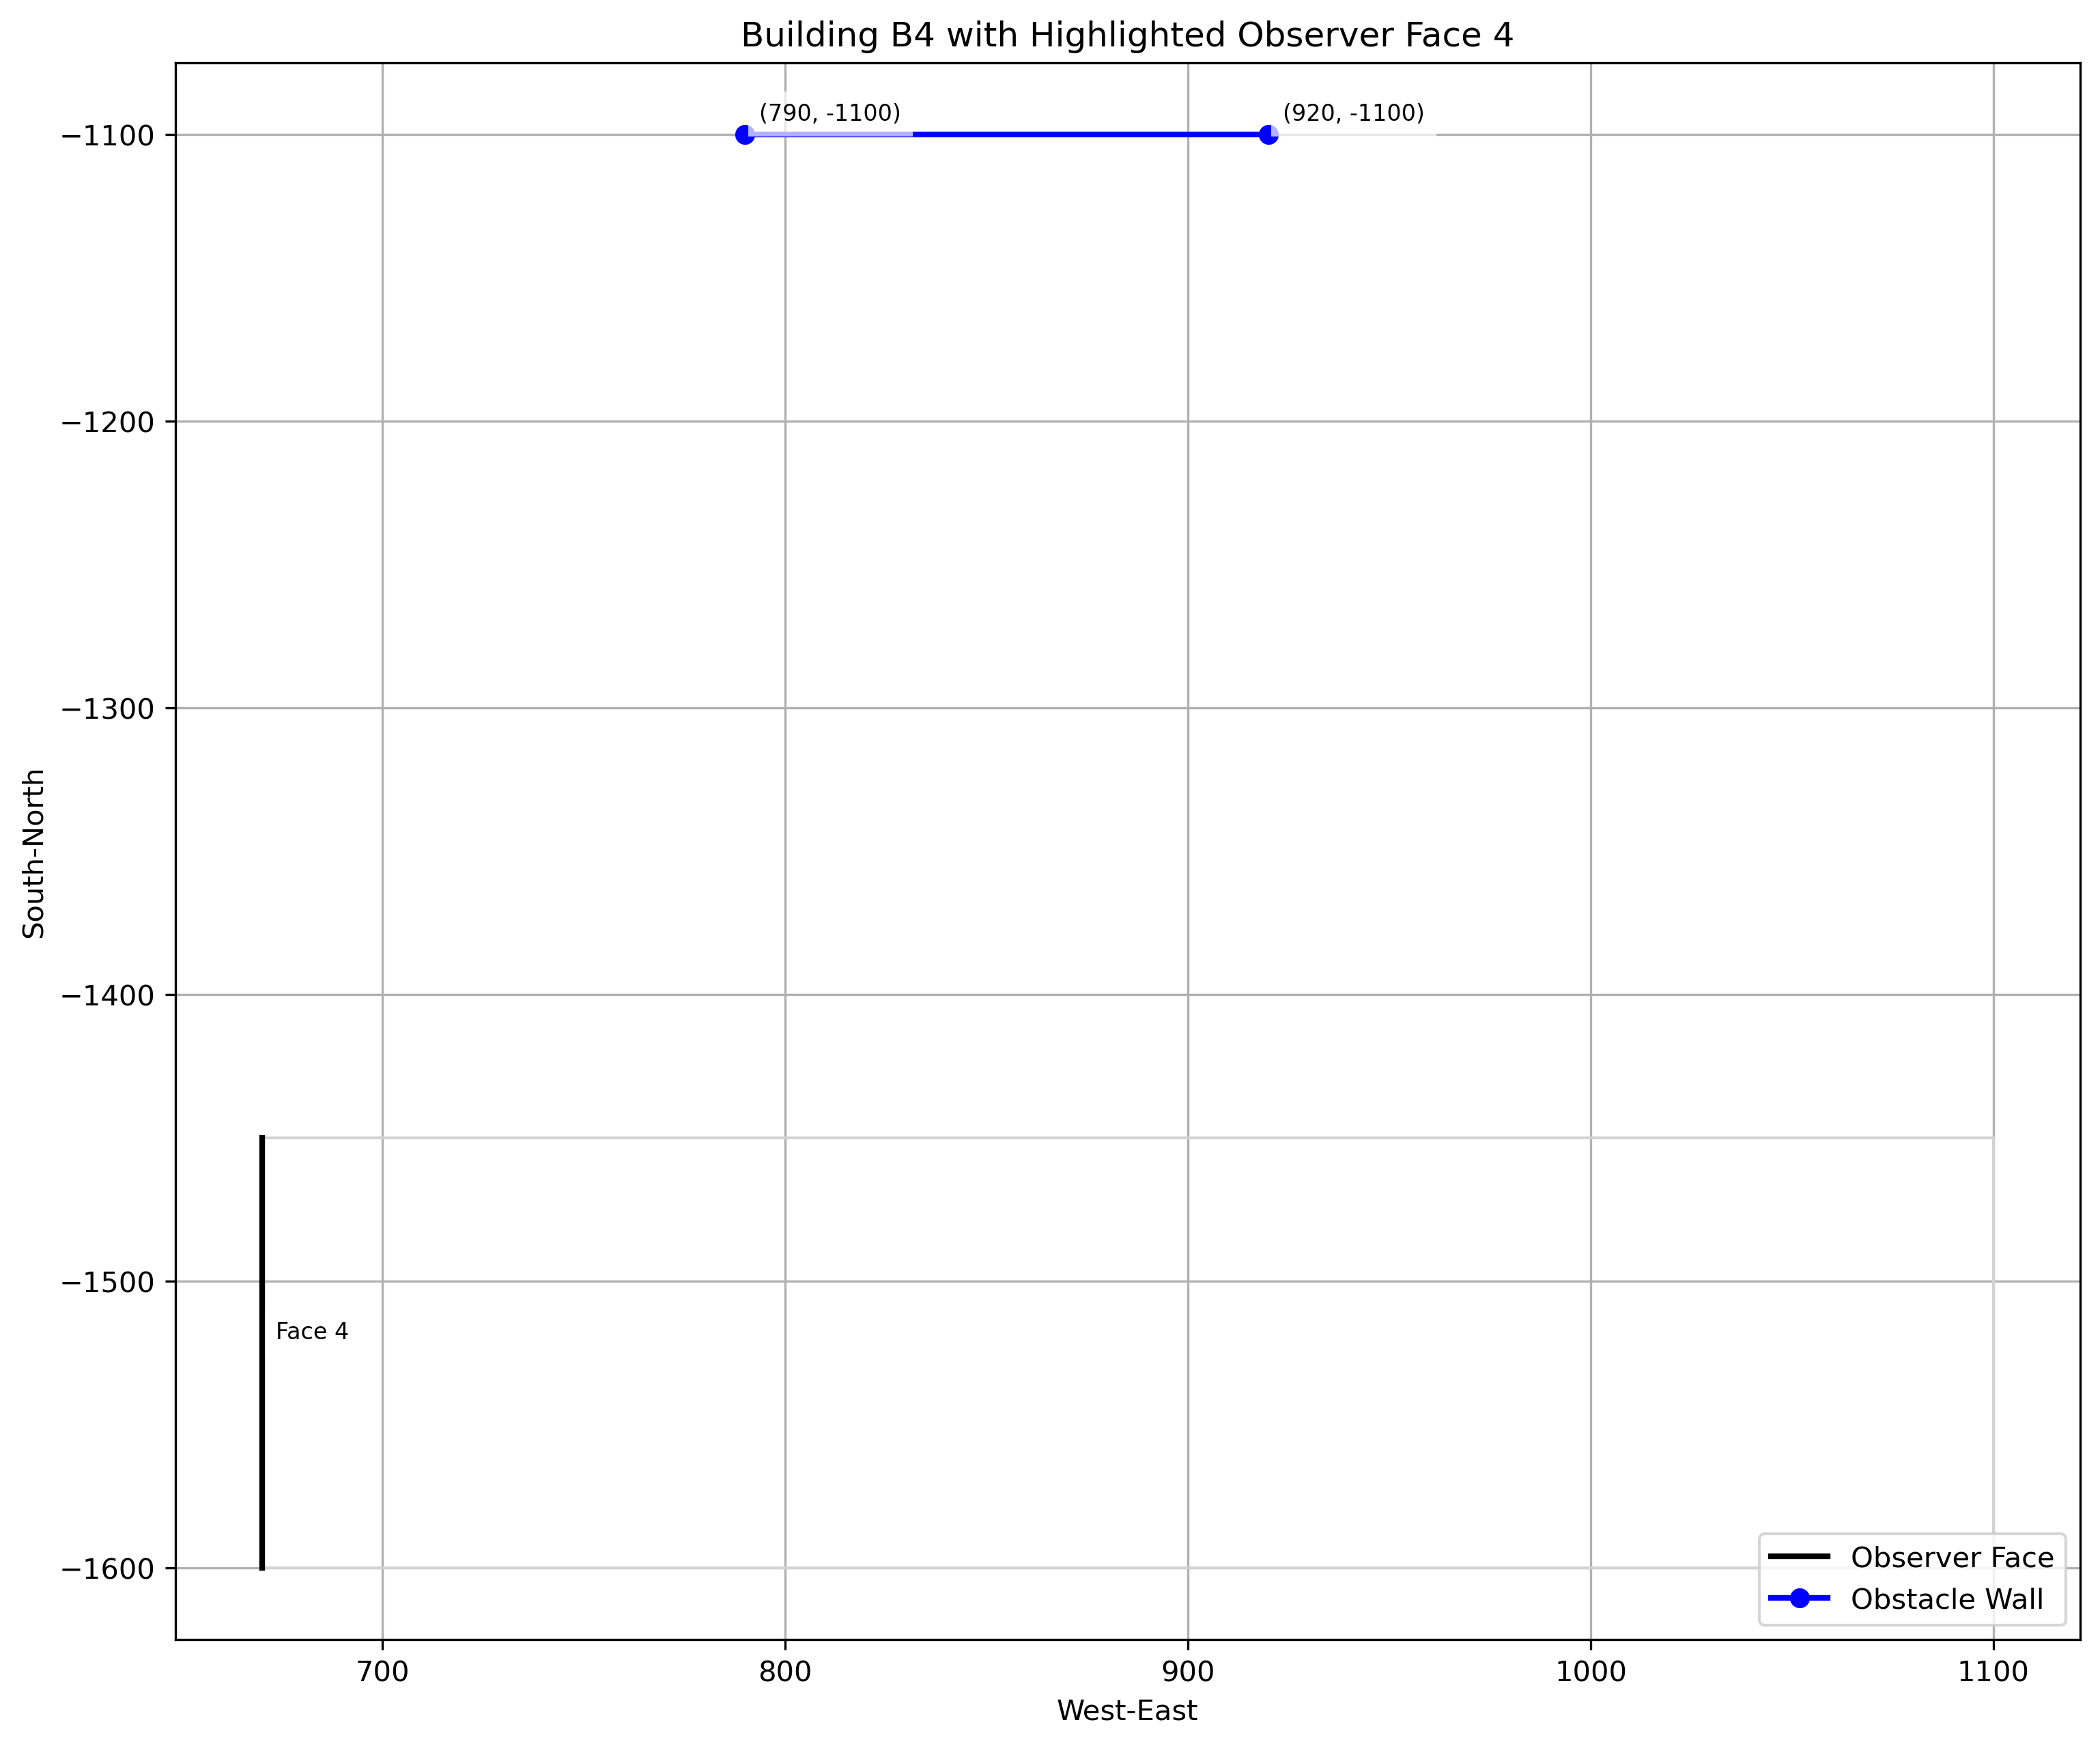 Building B4 with Highlighted Observer Face 4
(790, -1100)
(920, -1100)
−1100
−1200
−1300
−1400
−1500
−1600
South-North
Face 4
Observer Face
Obstacle Wall
700
800
900
1000
1100
West-East